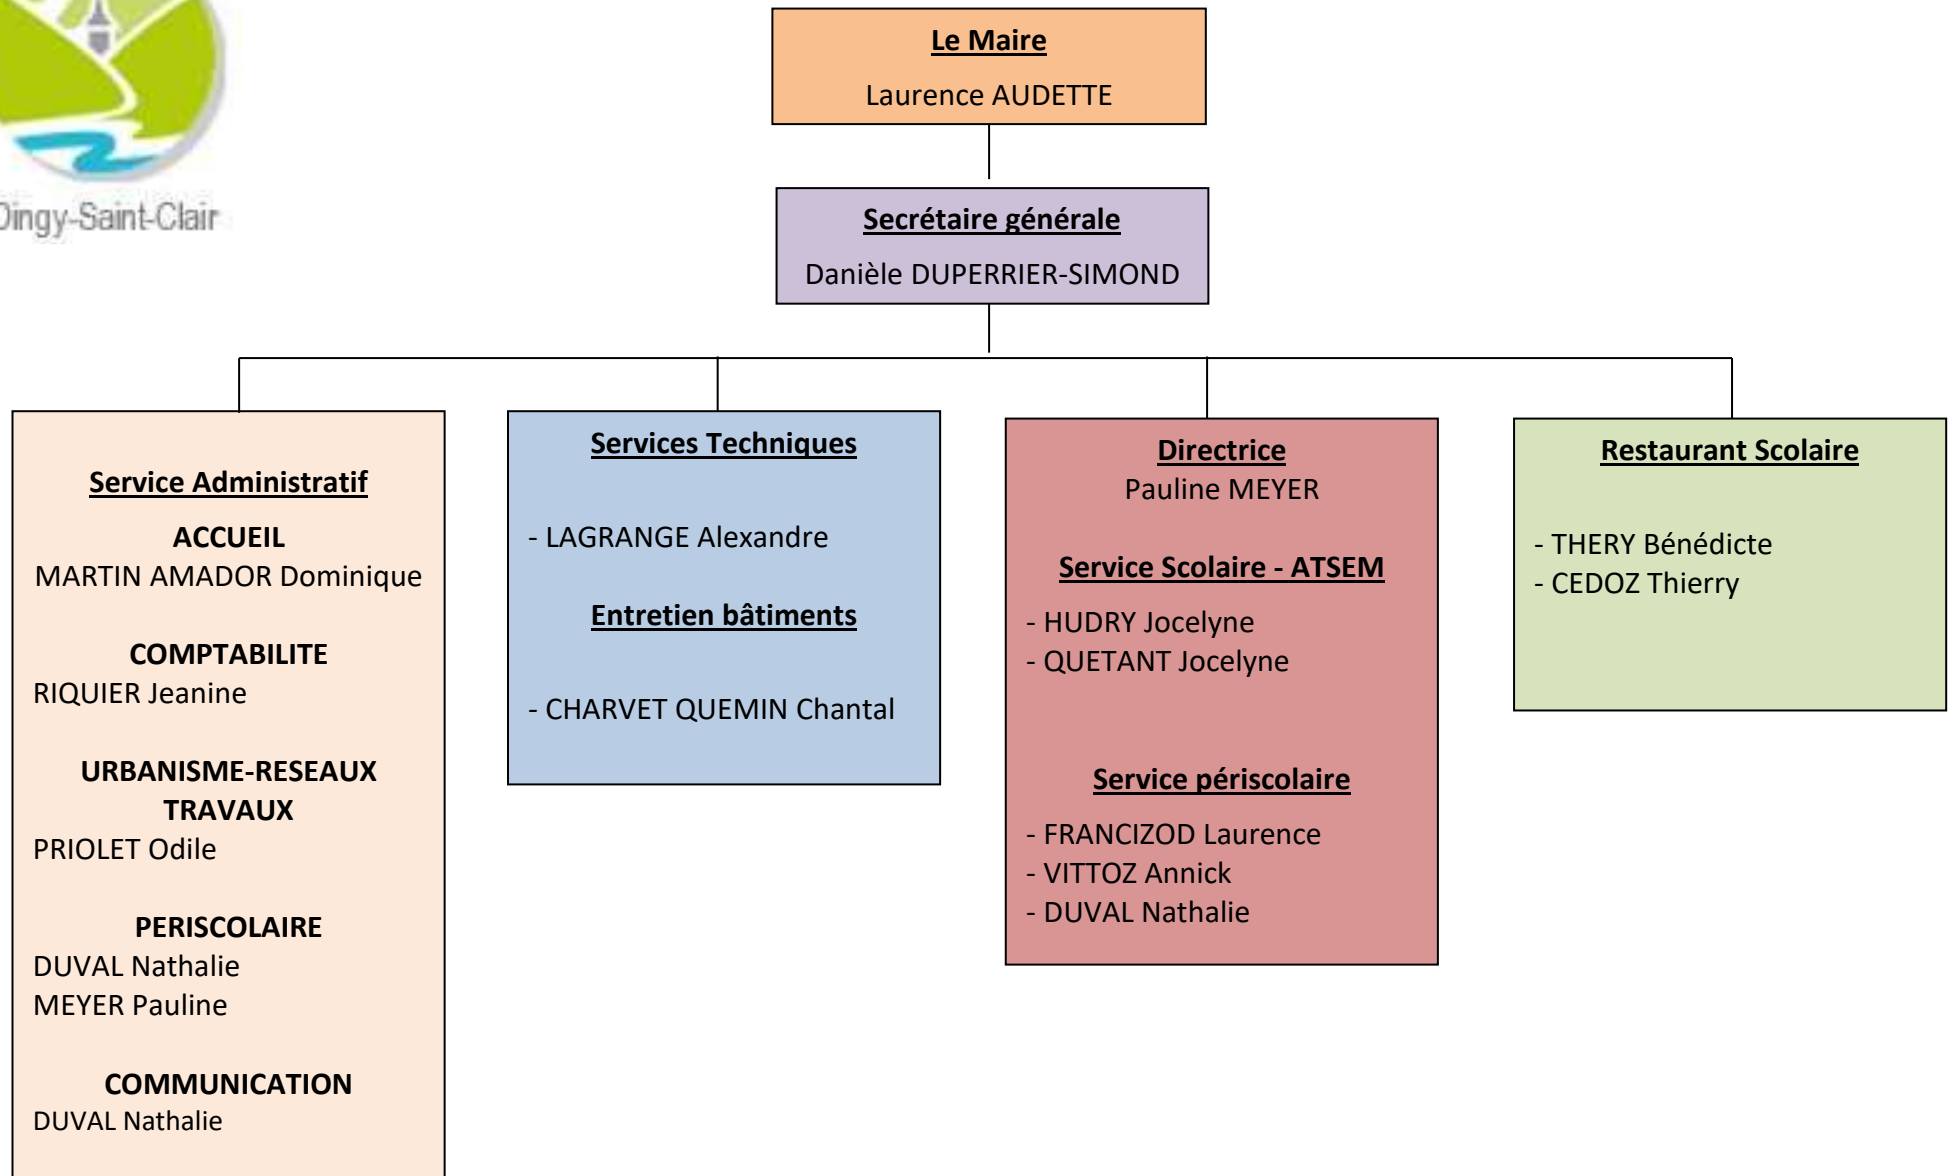 Dingy-Saint-Clair
Le Maire
Laurence AUDETTE
Secrétaire générale
Danièle DUPERRIER-SIMOND
Service Administratif
ACCUEIL
MARTIN AMADOR Dominique
COMPTABILITE
RIQUIER Jeanine
URBANISME-RESEAUX
TRAVAUX
PRIOLET Odile
PERISCOLAIRE
DUVAL Nathalie
MEYER Pauline
COMMUNICATION
DUVAL Nathalie
Services Techniques
- LAGRANGE Alexandre
Entretien bâtiments
- CHARVET QUEMIN Chantal
Directrice
Pauline MEYER
Service Scolaire - ATSEM
- HUDRY Jocelyne
- QUETANT Jocelyne
Service périscolaire
- FRANCIZOD Laurence
- VITTOZ Annick
- DUVAL Nathalie
Restaurant Scolaire
- THERY Bénédicte
- CEDOZ Thierry